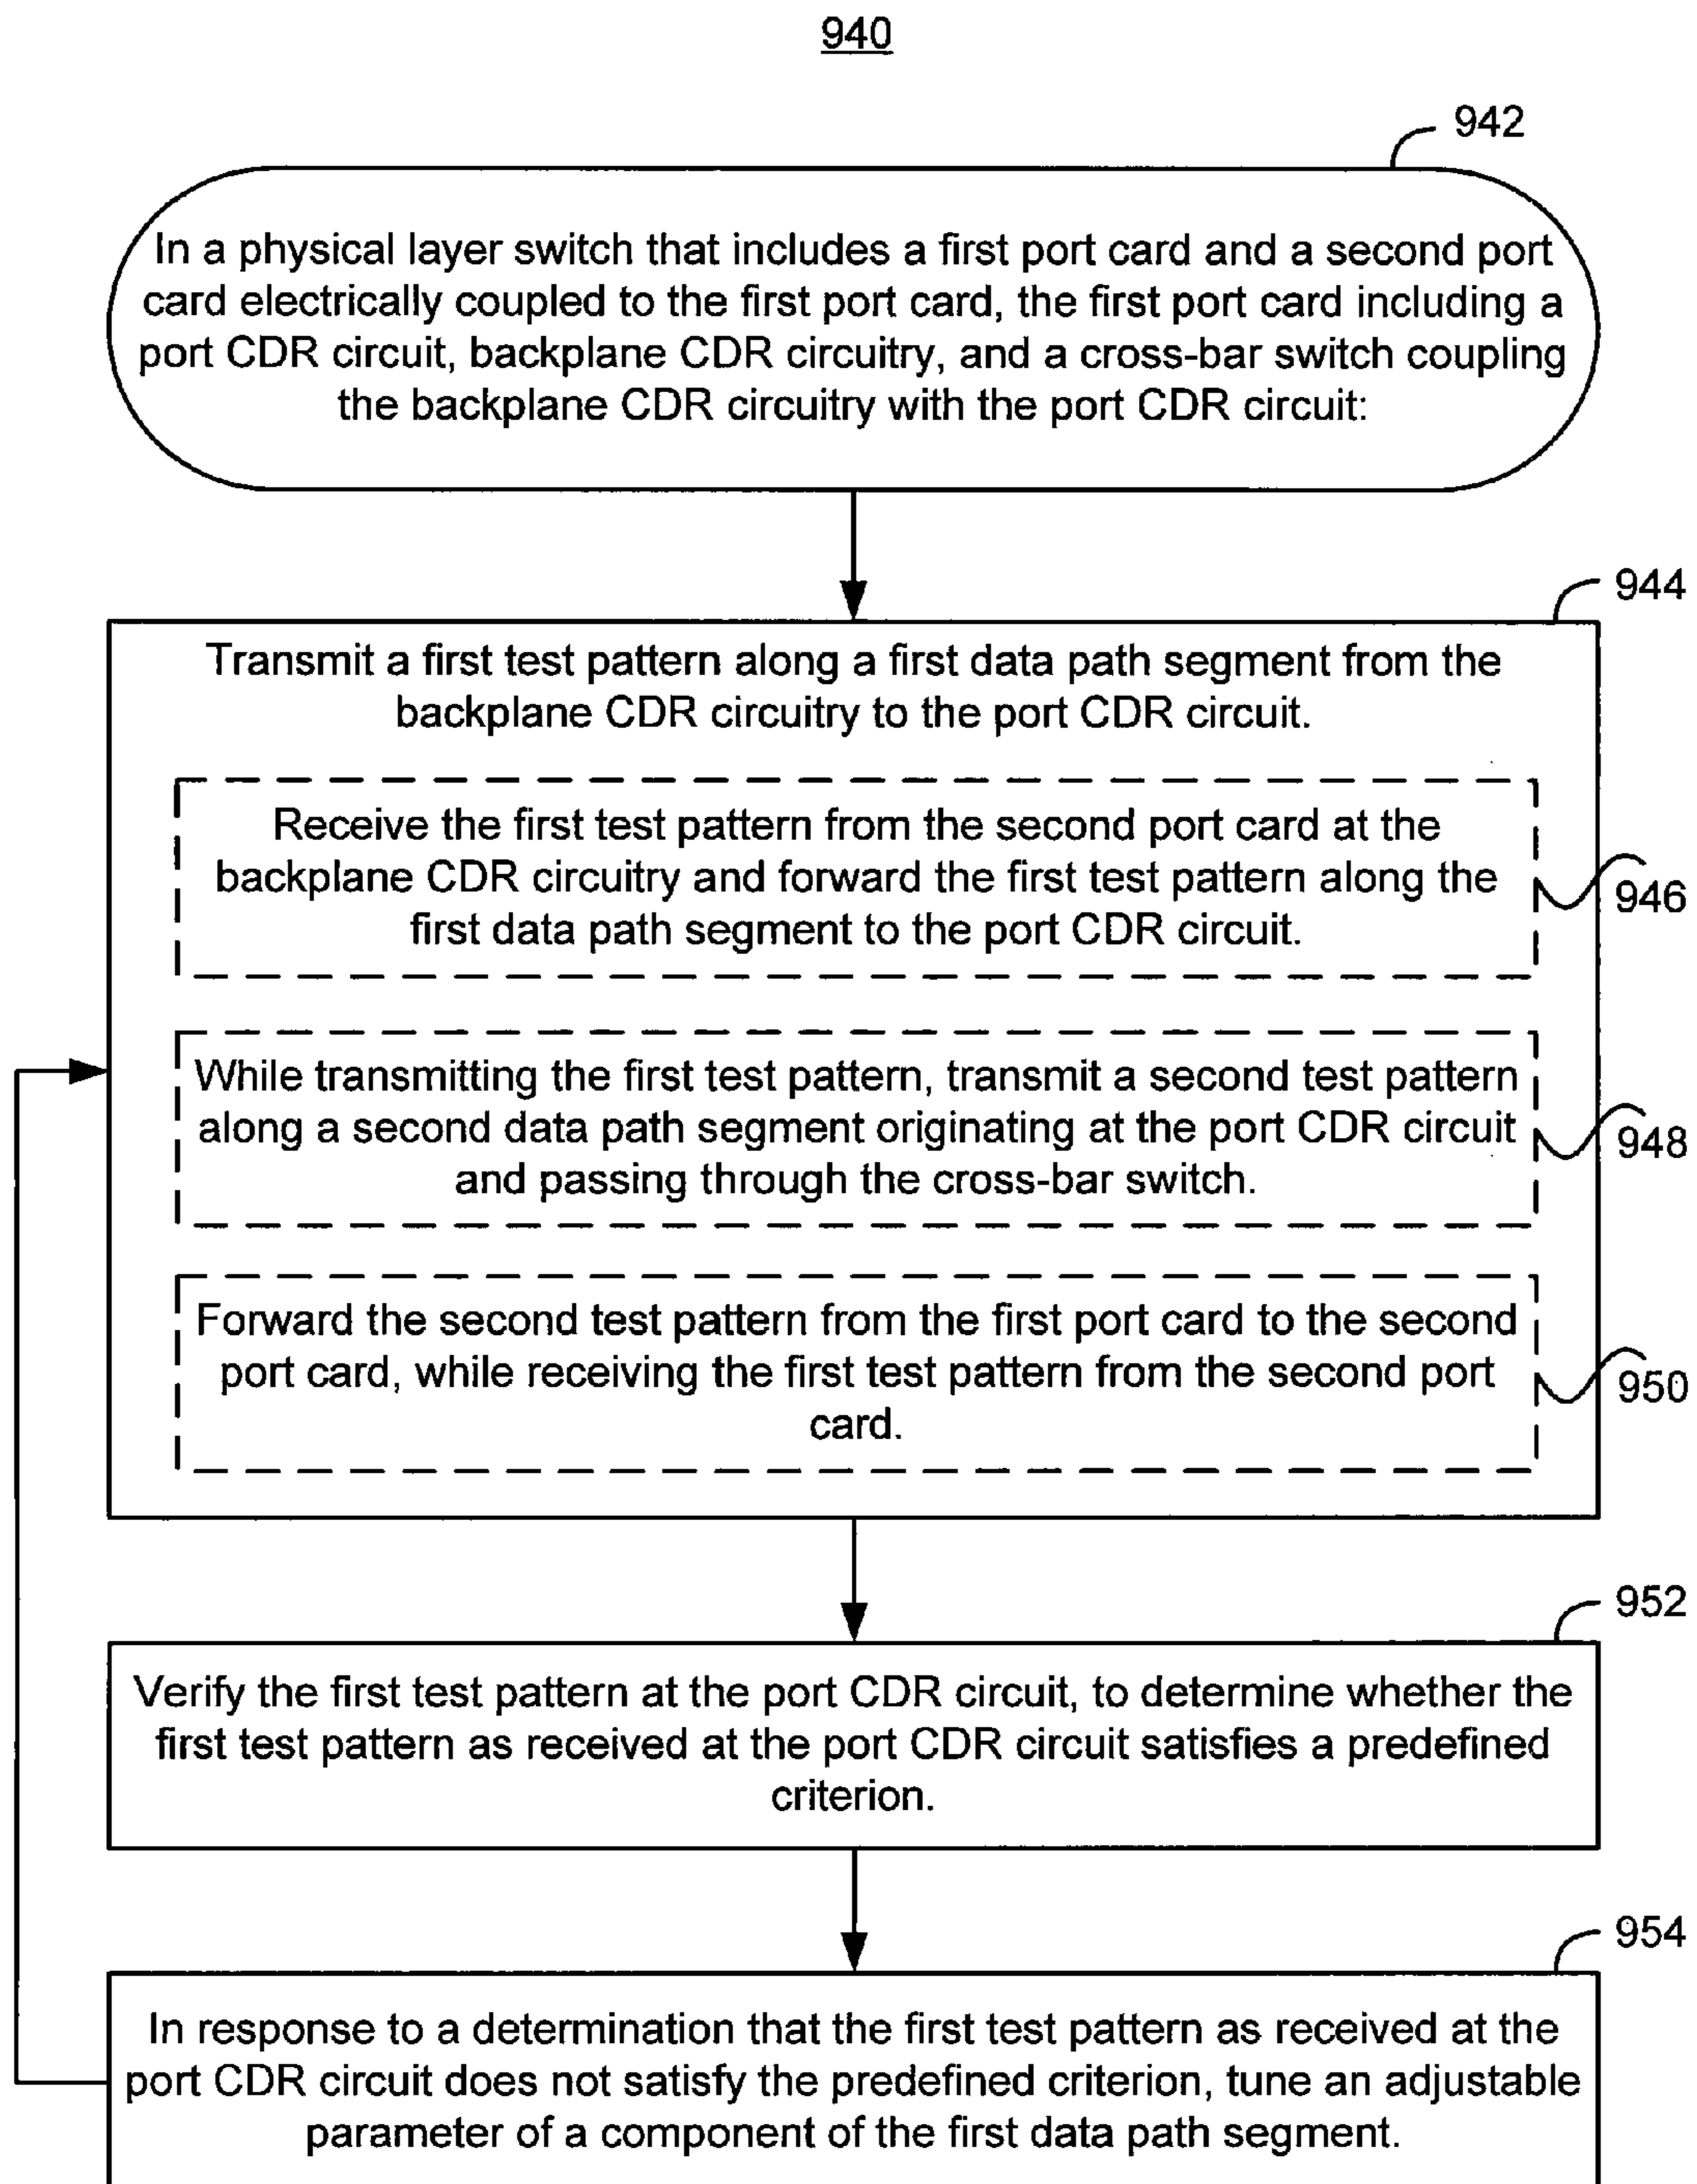 940
942
In a physical layer switch that includes a first port card and a second port
card electrically coupled to the first port card, the first port card including a
port CDR circuit, backplane CDR circuitry, and a cross-bar switch coupling
the backplane CDR circuitry with the port CDR circuit:
944
Transmit a first test pattern along a first data path segment from the
backplane CDR circuitry to the port CDR circuit.
Receive the first test pattern from the second port card at the
backplane CDR circuitry and forward the first test pattern along the
first data path segment to the port CDR circuit.
946
While transmitting the first test pattern, transmit a second test pattern
along a second data path segment originating at the port CDR circuit
and passing through the cross-bar switch.
948
Forward the second test pattern from the first port card to the second
port card, while receiving the first test pattern from the second port
card.
950
952
Verify the first test pattern at the port CDR circuit, to determine whether the
first test pattern as received at the port CDR circuit satisfies a predefined
criterion.
954
In response to a determination that the first test pattern as received at the
port CDR circuit does not satisfy the predefined criterion, tune an adjustable
parameter of a component of the first data path segment.